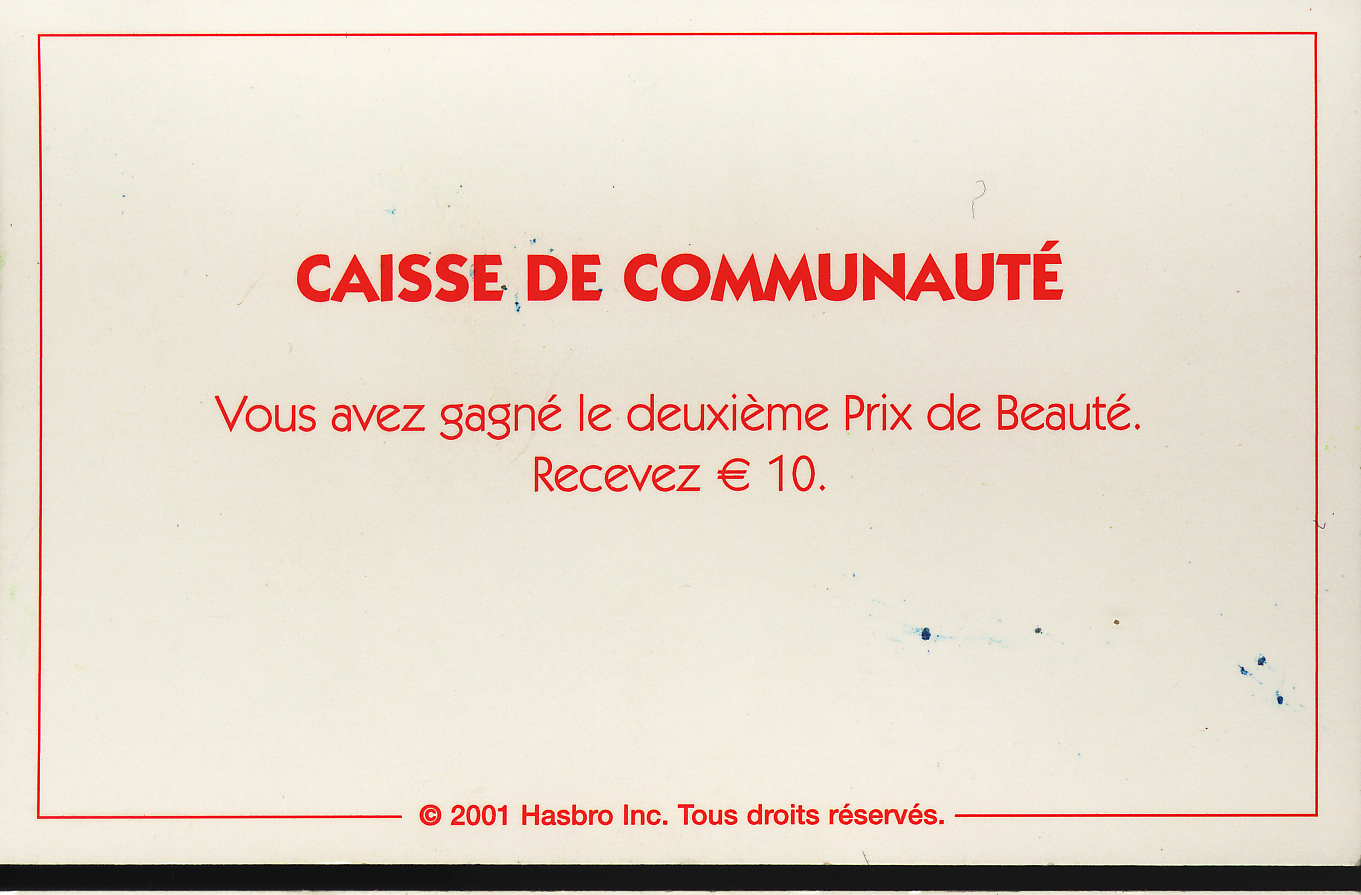 CAISSE DE COMMUNAUTÉ
Vous avez gagné le deuxième Prix de Beauté.
Recevez € 10.
© 2001 Hasbro Inc. Tous droits réservés.